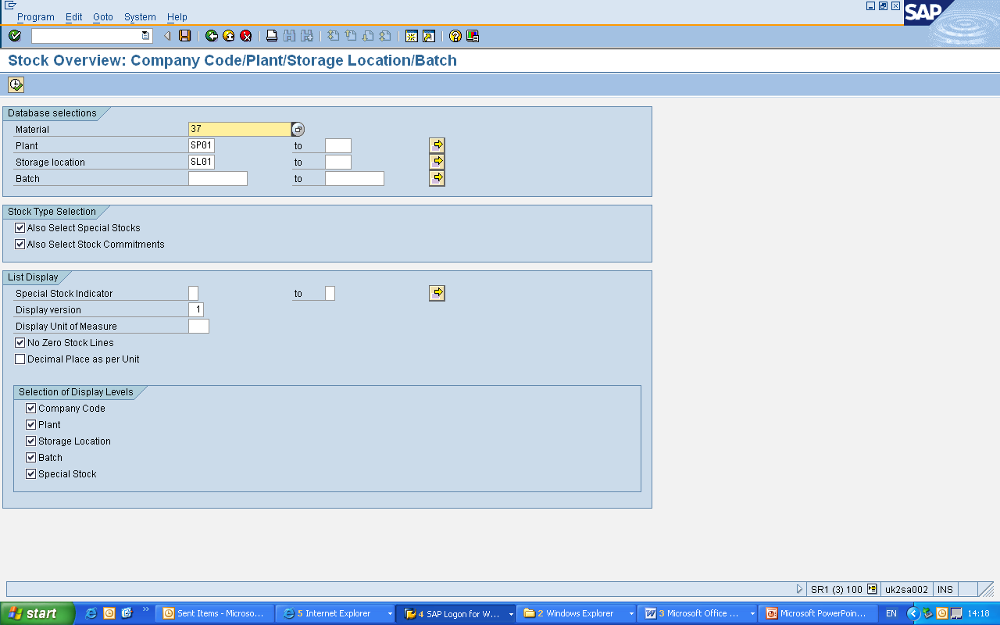 Program Edit Goto System Help
SAP
Stock Overview: Company Code/Plant/Storage Location/Batch
Database selections
Material 37
Plant SP01 to
Storage location SL01 to
Batch to
Stock Type Selection
Also Select Special Stocks
Also Select Stock Commitments
List Display
Special Stock Indicator to
Display version 1
Display Unit of Measure
No Zero Stock Lines
Decimal Place as per Unit
Selection of Display Levels
Company Code
Plant
Storage Location
Batch
Special Stock
SR1 (3) 100 uk2sa002 INS
start Sent Items - Microso... 5 Internet Explorer 4 SAP Logon for W... 2 Windows Explorer 3 Microsoft Office ... Microsoft PowerPoin... EN 14:18